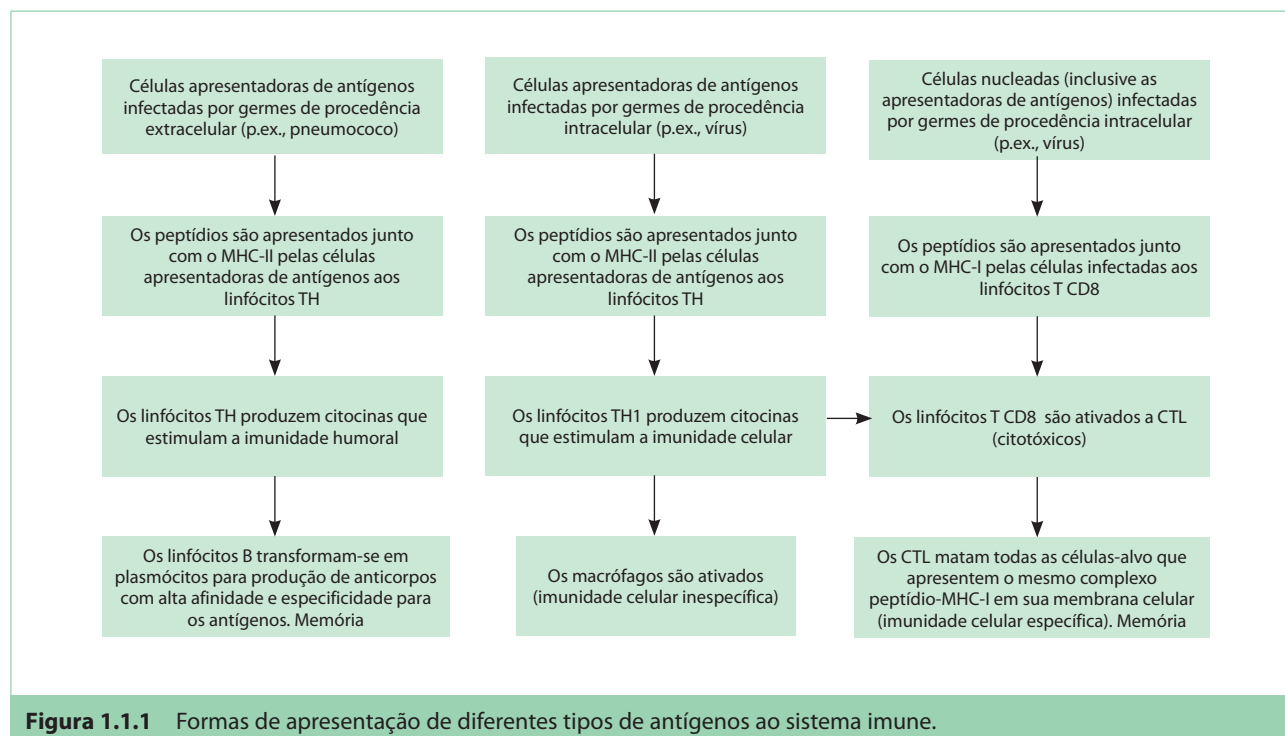 Células apresentadoras de antígenos
infectadas por germes de procedência
extracelular (p.ex., pneumococo)
Os peptídios são apresentados junto
com o MHC-II pelas células
apresentadoras de antígenos aos
linfócitos TH
Os linfócitos TH produzem citocinas que
estimulam a imunidade humoral
Os linfócitos B transformam-se em
plasmócitos para produção de anticorpos
com alta afinidade e especificidade para
os antígenos. Memória
Células apresentadoras de antígenos
infectadas por germes de procedência
intracelular (p.ex., vírus)
Os peptídios são apresentados junto
com o MHC-II pelas células
apresentadoras de antígenos aos
linfócitos TH
Os linfócitos TH1 produzem citocinas
que estimulam a imunidade celular
Os macrófagos são ativados
(imunidade celular inespecífica)
Células nucleadas (inclusive as
apresentadoras de antígenos) infectadas
por germes de procedência intracelular
(p.ex., vírus)
Os peptídios são apresentados junto
com o MHC-I pelas células infectadas aos
linfócitos T CD8
Os linfócitos T CD8 são ativados a CTL
(citotóxicos)
Os CTL matam todas as células-alvo que
apresentem o mesmo complexo
peptídio-MHC-I em sua membrana celular
(imunidade celular específica). Memória
Figura 1.1.1 Formas de apresentação de diferentes tipos de antígenos ao sistema imune.